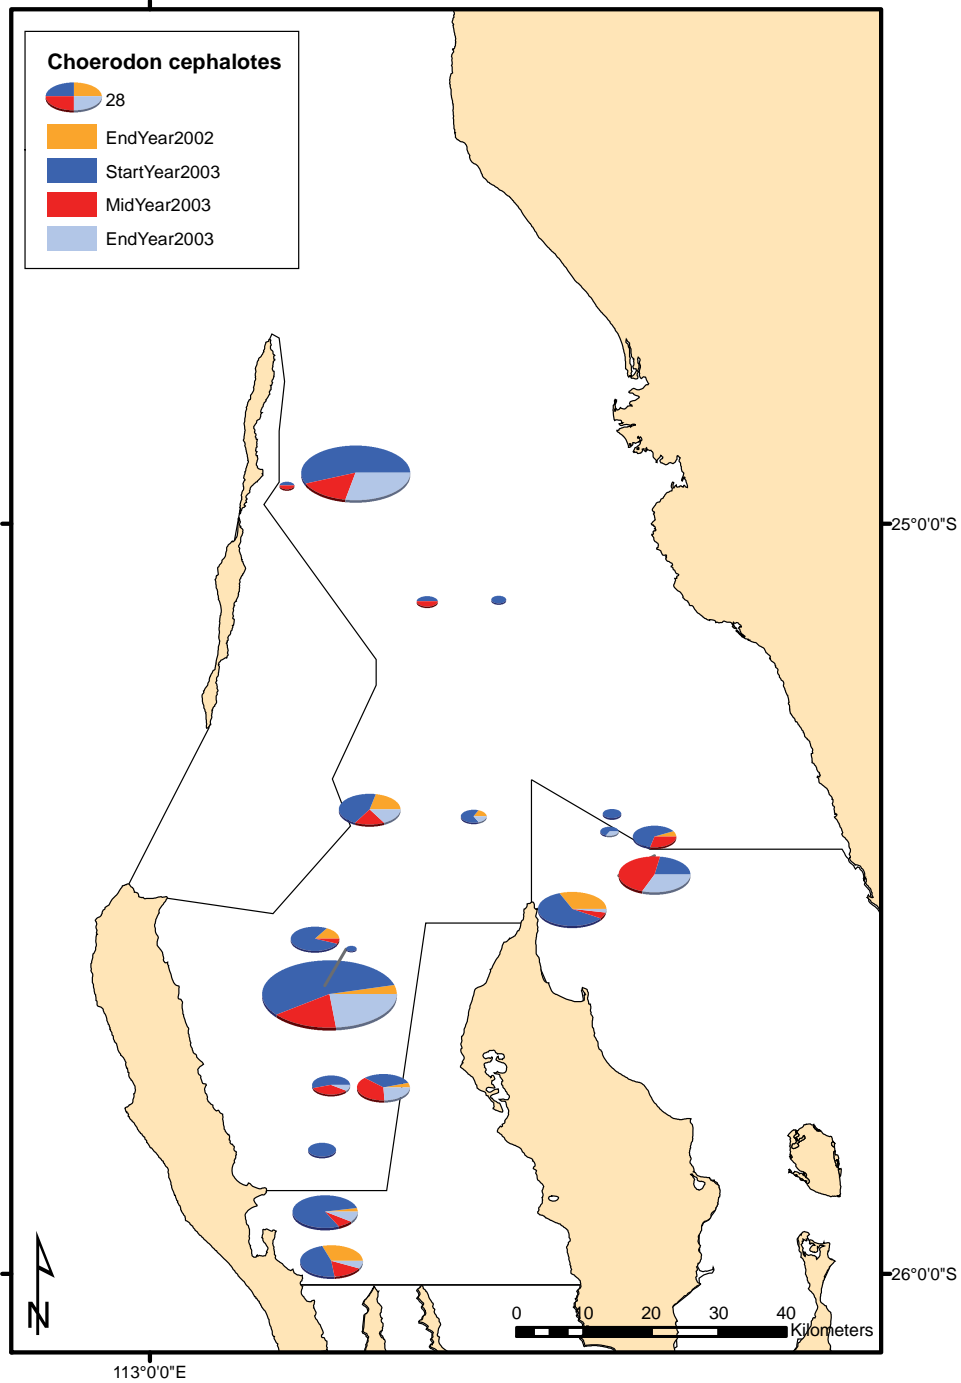 Choerodon cephalotes
28
EndYear2002
StartYear2003
MidYear2003
EndYear2003
25°0'0"S
26°0'0"S
0 10 20 30 40
Kilometers
N
113°0'0"E